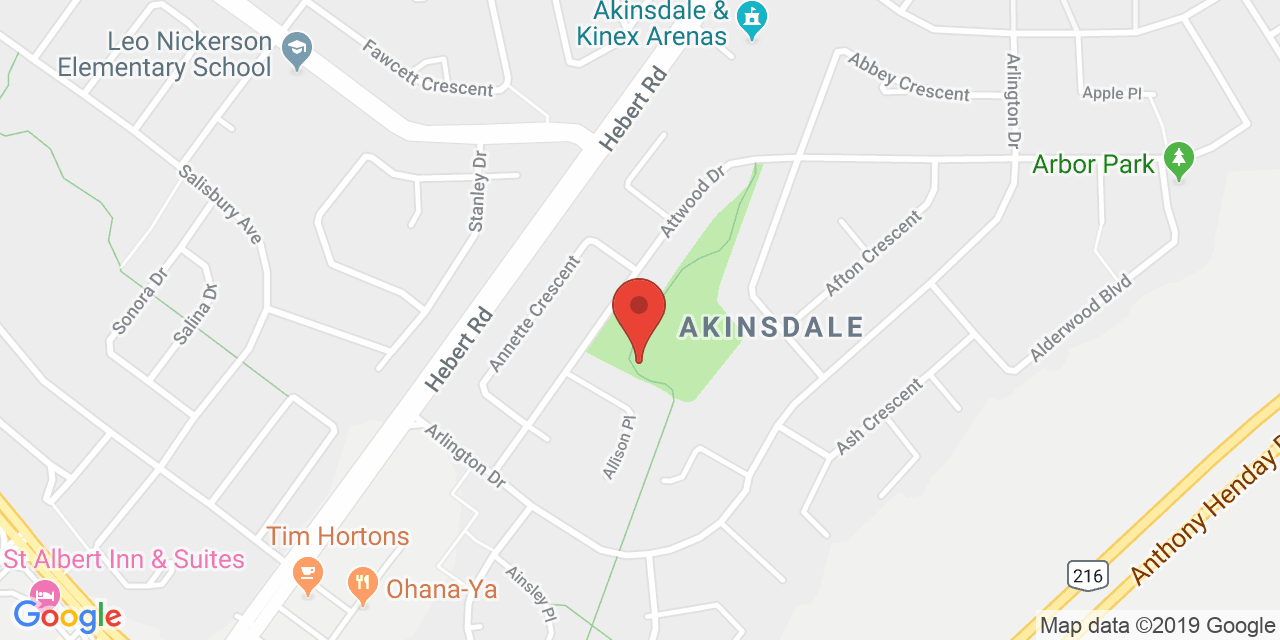 Akinsdale &
Kinex Arenas
Leo Nickerson
Elementary School
Fawcett Crescent
Hebert Rd
Abbey Crescent
Arlington Dr
Apple Pl
Arbor Park
Stanley Dr
Salisbury Ave
Attwood Dr
Afton Crescent
Sonora Dr
Salina Dr
Annette Crescent
Hebert Rd
AKINSDALE
Alderwood Blvd
Ash Crescent
Allison Pl
Arlington Dr
Anthony Henday
Tim Hortons
St Albert Inn & Suites
Ohana-Ya
Ainsley Pl
216
Google
Map data ©2019 Google